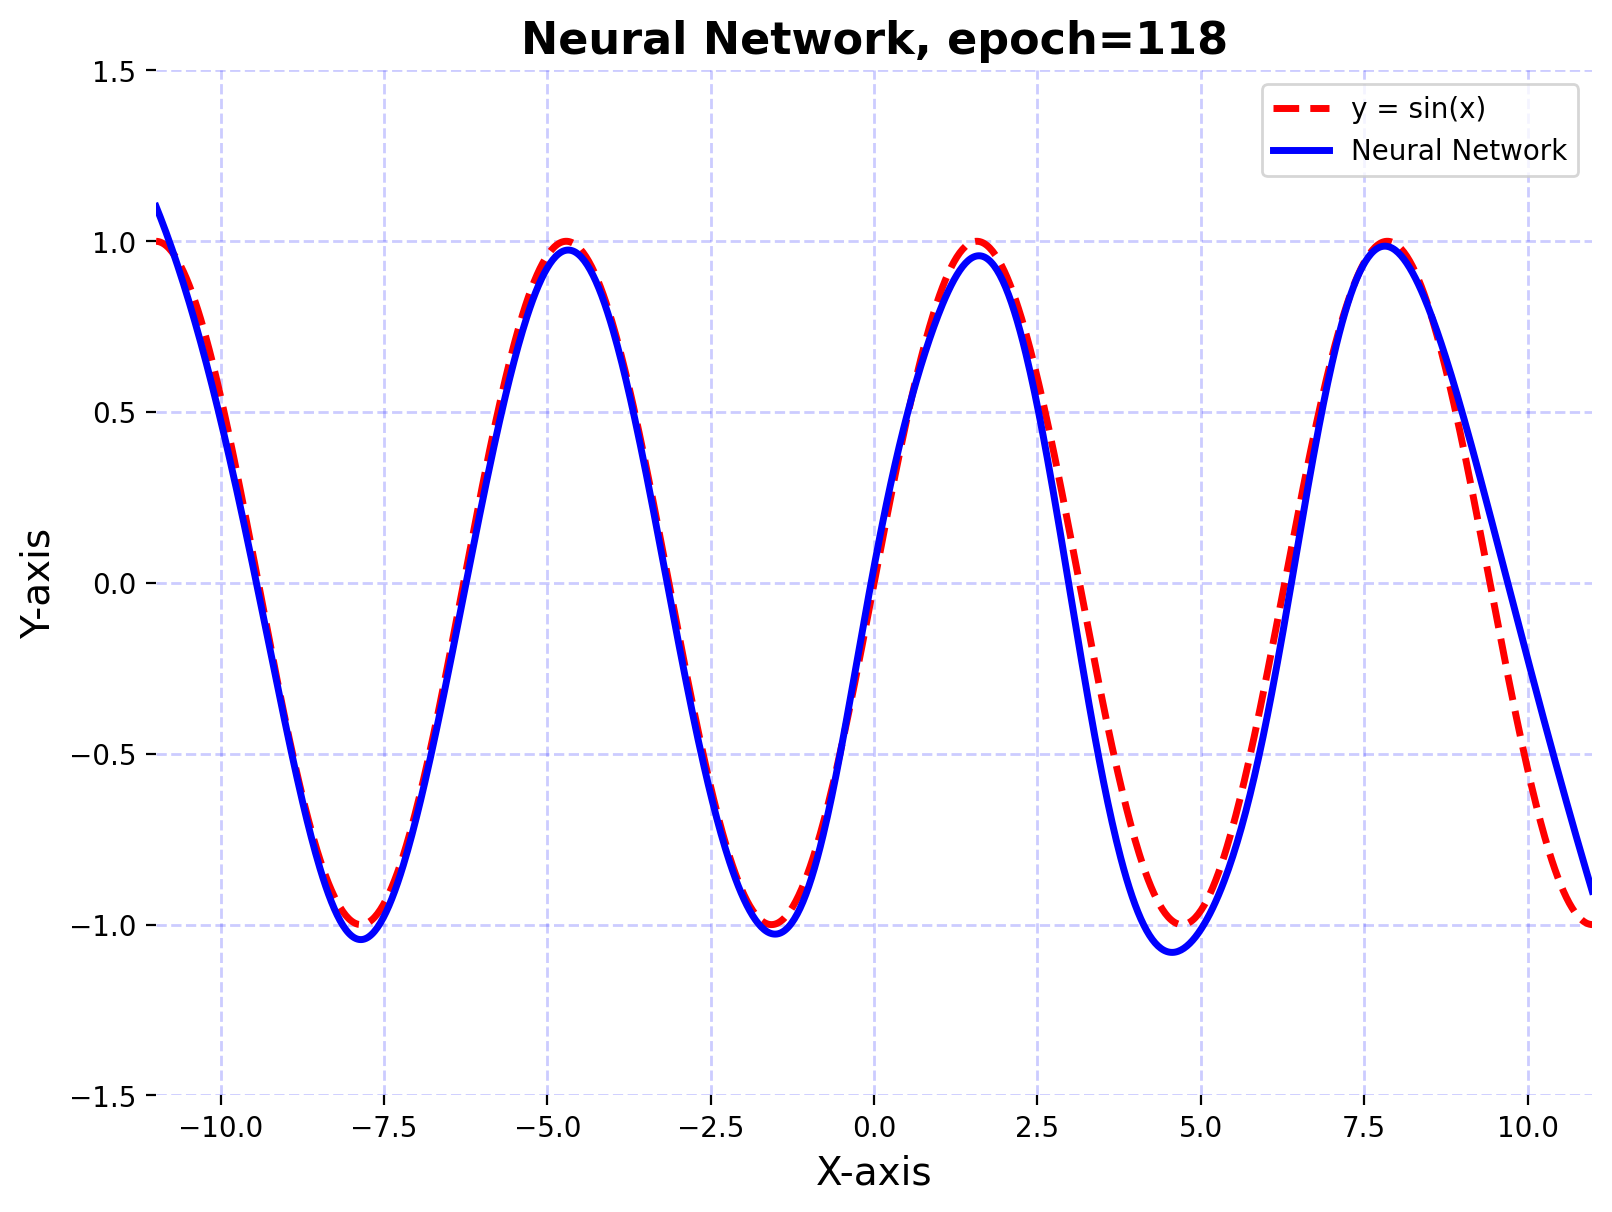 Neural Network, epoch=118
y = sin(x)
Neural Network
1.5
1.0
0.5
0.0
−0.5
−1.0
−1.5
Y-axis
−10.0 −7.5 −5.0 −2.5 0.0 2.5 5.0 7.5 10.0
X-axis